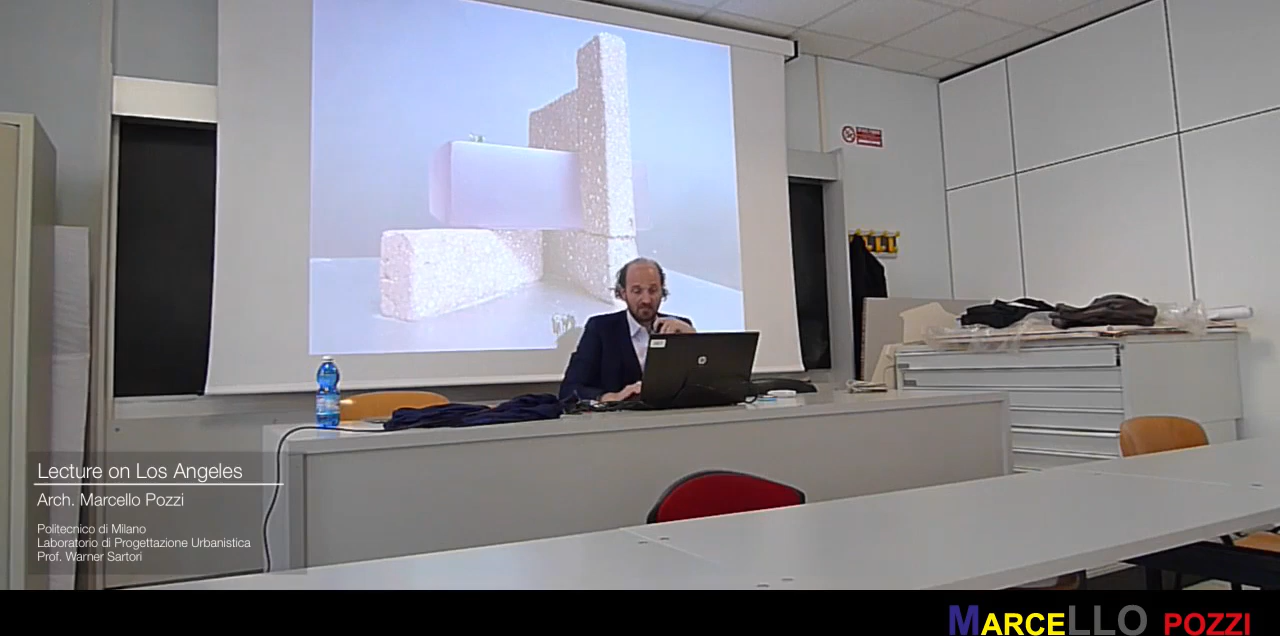 Lecture on Los Angeles
Arch. Marcello Pozzi
Politecnico di Milano
Laboratorio di Progettazione Urbanistica
Prof. Warner Sartori
MARCELLO POZZI